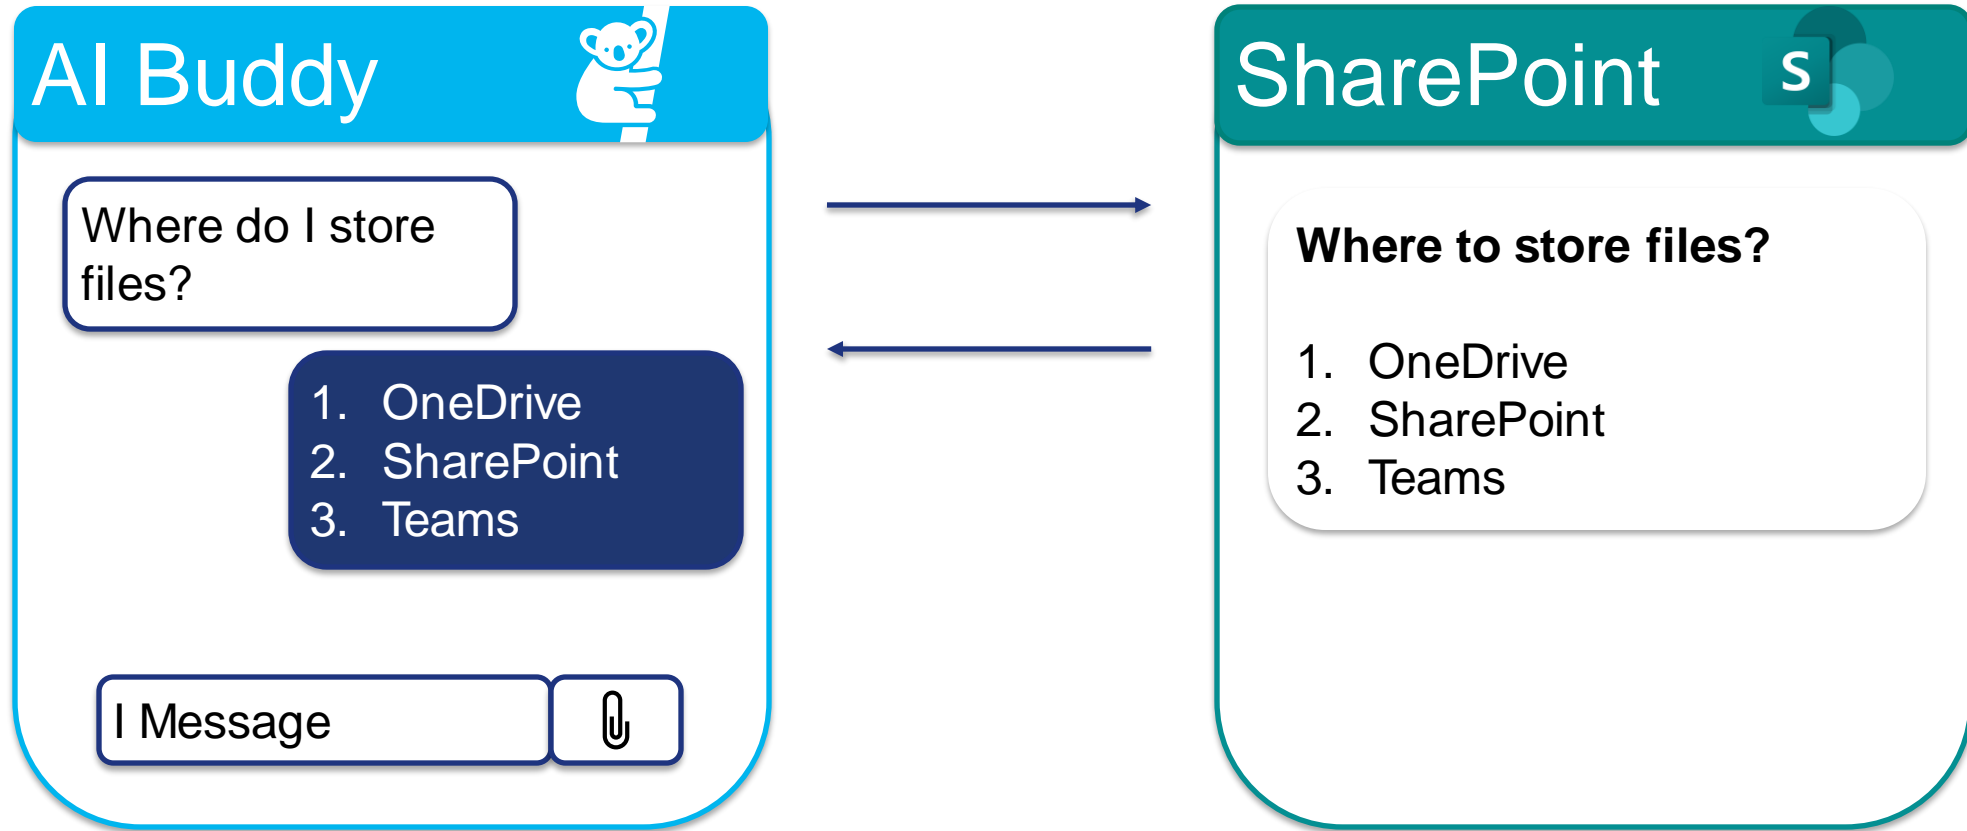 AI Buddy
Where do I store
files?
1. OneDrive
2. SharePoint
3. Teams
I Message
SharePoint
S
Where to store files?
1. OneDrive
2. SharePoint
3. Teams